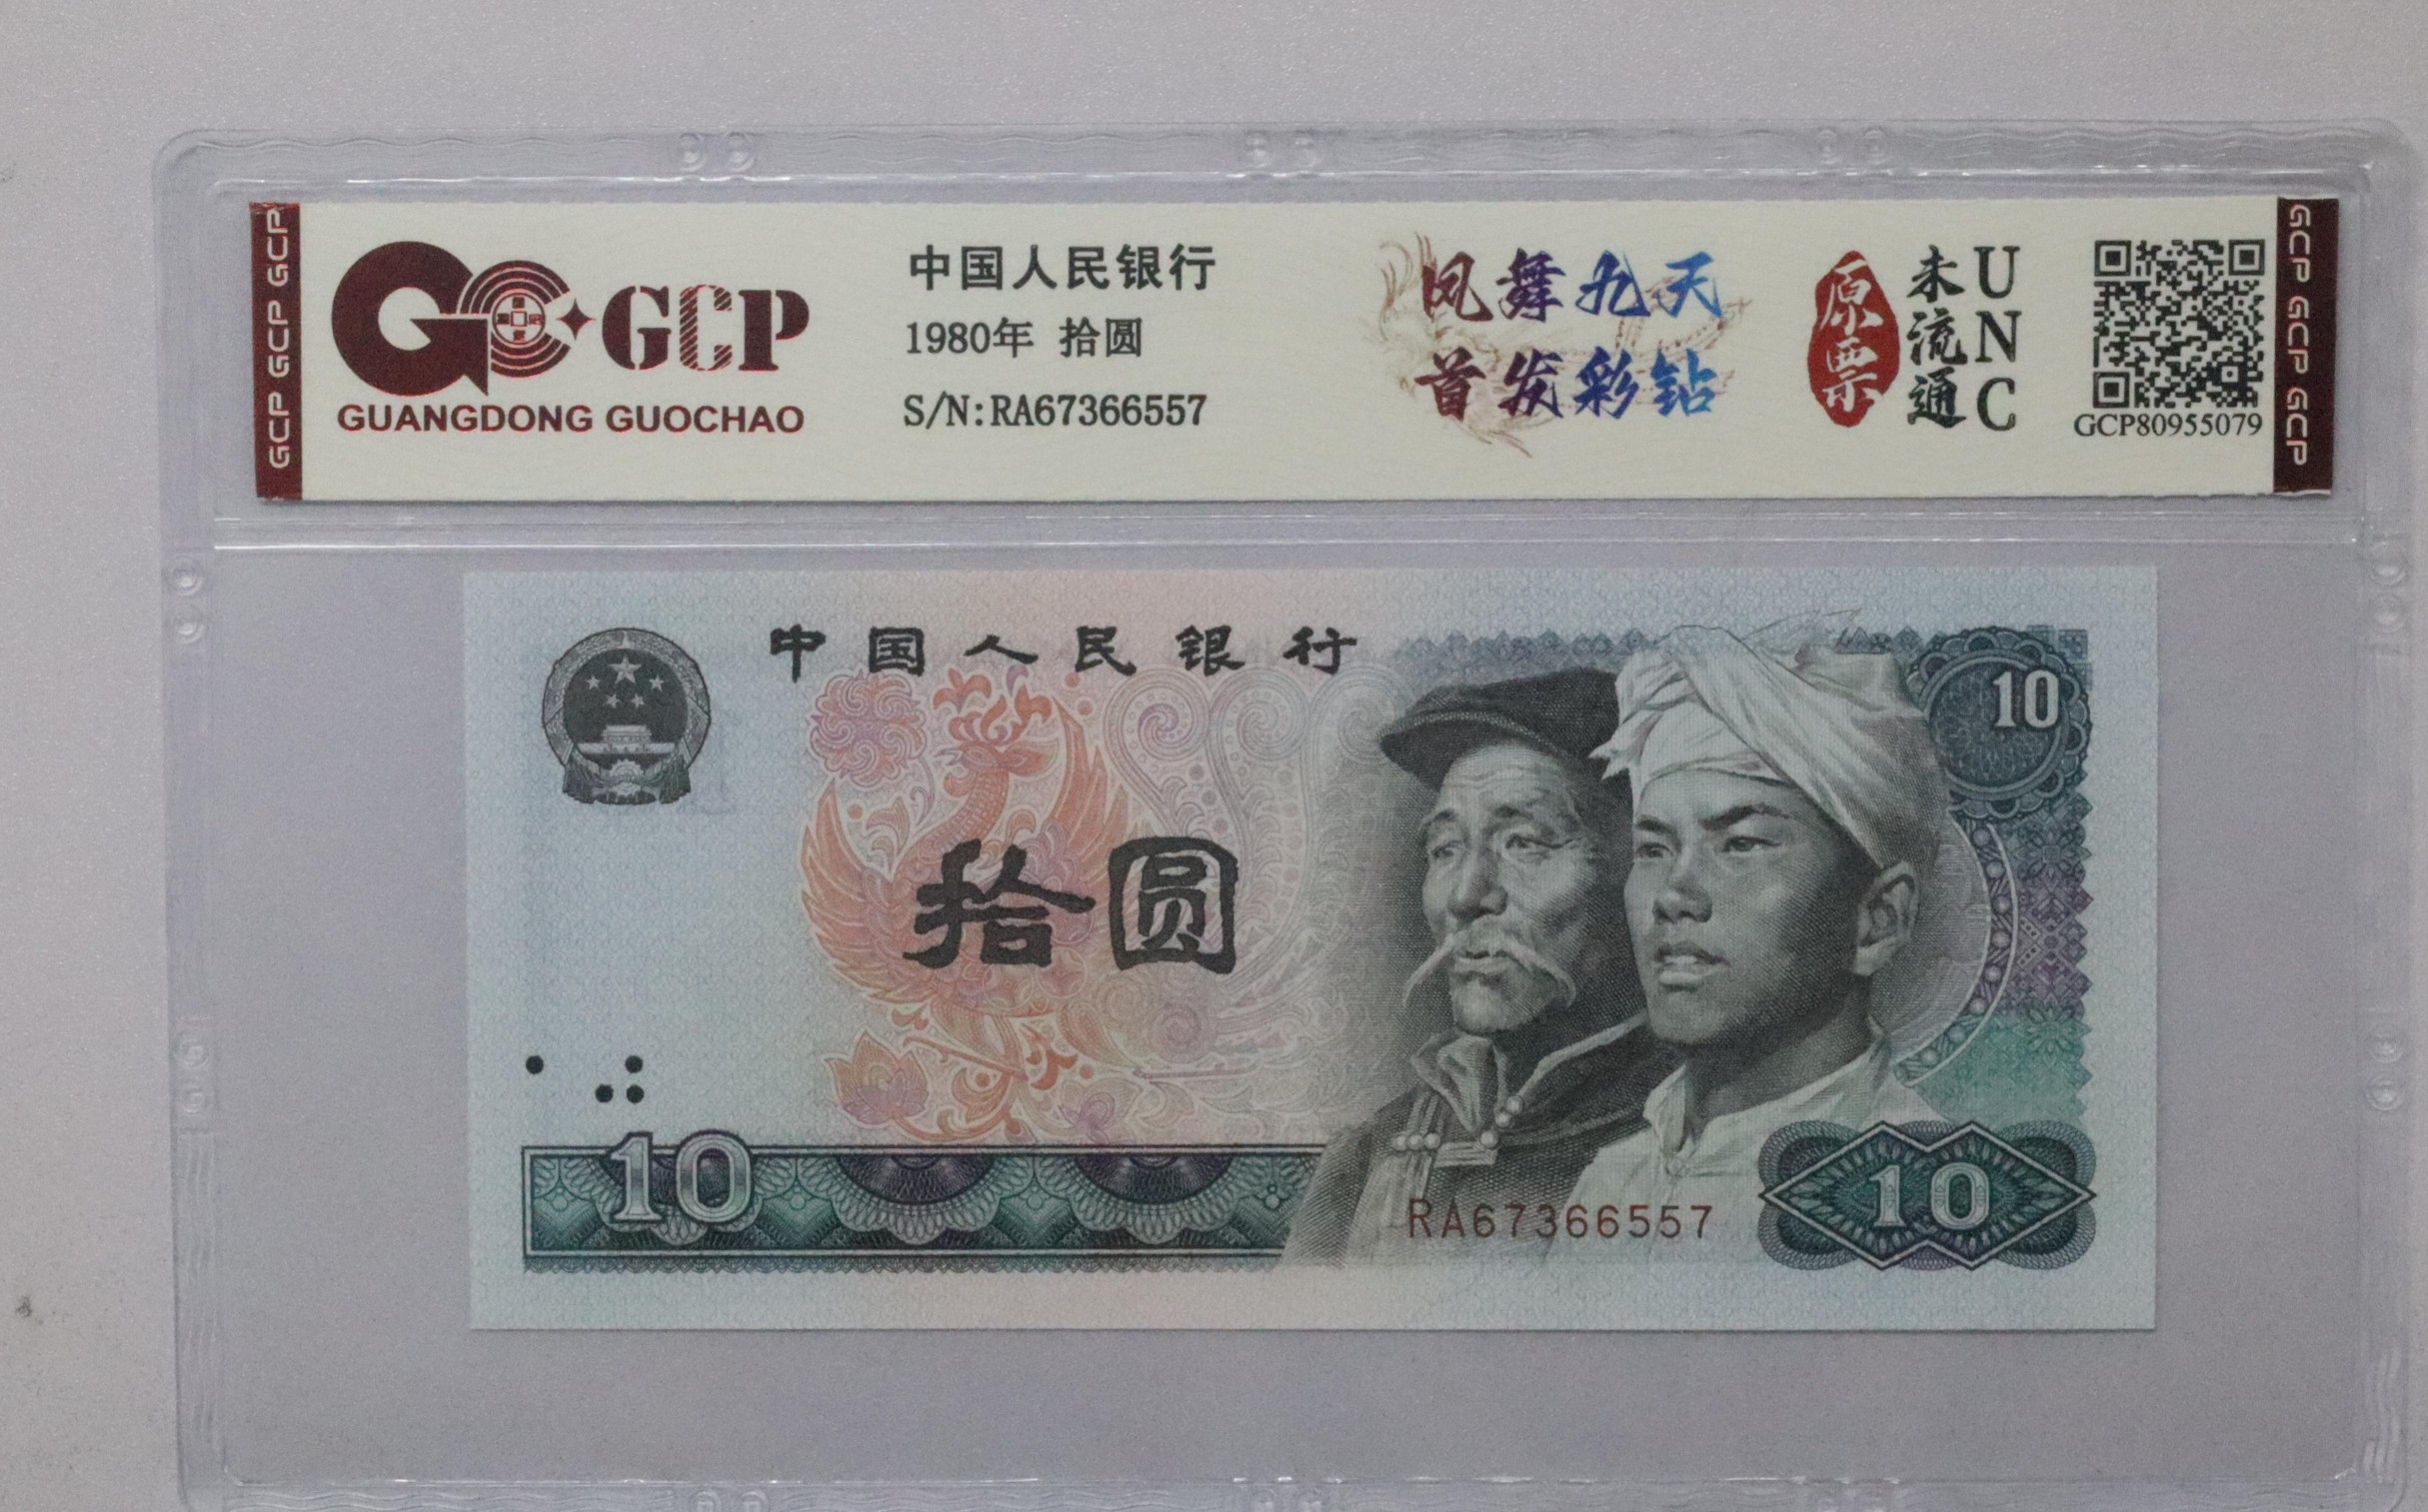 GCP GCP GCP
GCP
GUANGDONG GUOCHAO
中国人民银行
1980年 拾圆
S/N:RA67366557
凤舞九天
首发彩钻
原票
未流通
UNC
GCP80955079
GCP GCP GCP
中国人民银行
10
拾圆
10
RA67366557
10